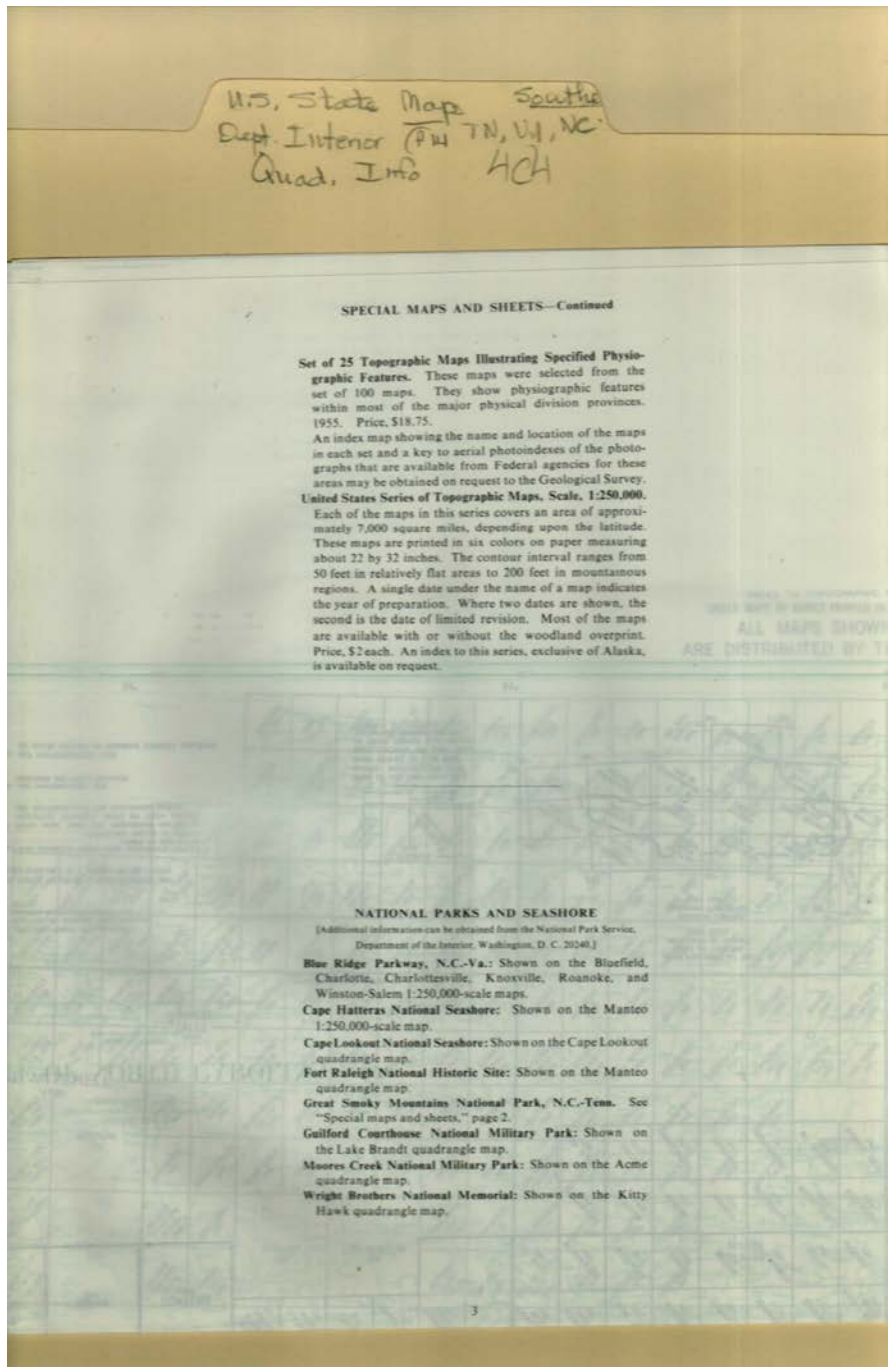 U.S. State Map Southe
Dept. Interior TN, VA, NC.
Quad. Info 4CH
SPECIAL MAPS AND SHEETS—Continued
Set of 25 Topographic Maps Illustrating Specified Physio-
graphic Features. These maps were selected from the
set of 100 maps. They show physiographic features
within most of the major physical division provinces.
1955. Price, $18.75.
An index map showing the name and location of the maps
in each set and a key to aerial photoindexes of the photo-
graphs that are available from Federal agencies for these
areas may be obtained on request to the Geological Survey.
United States Series of Topographic Maps, Scale, 1:250,000.
Each of the maps in this series covers an area of approxi-
mately 7,000 square miles, depending upon the latitude.
These maps are printed in six colors on paper measuring
about 22 by 32 inches. The contour interval ranges from
50 feet in relatively flat areas to 200 feet in mountainous
regions. A single date under the name of a map indicates
the year of preparation. Where two dates are shown, the
second is the date of limited revision. Most of the maps
are available with or without the woodland overprint.
Price, $2 each. An index to this series, exclusive of Alaska,
is available on request.
ALL MAPS SHOWN
ARE DISTRIBUTED BY T
NATIONAL PARKS AND SEASHORE
[Additional information can be obtained from the National Park Service,
Department of the Interior, Washington, D. C. 20240.]
Blue Ridge Parkway, N.C.-Va.: Shown on the Bluefield,
Charlotte, Charlottesville, Knoxville, Roanoke, and
Winston-Salem 1:250,000-scale maps.
Cape Hatteras National Seashore: Shown on the Manteo
1:250,000-scale map.
Cape Lookout National Seashore: Shown on the Cape Lookout
quadrangle map.
Fort Raleigh National Historic Site: Shown on the Manteo
quadrangle map.
Great Smoky Mountains National Park, N.C.-Tenn. See
"Special maps and sheets," page 2.
Guilford Courthouse National Military Park: Shown on
the Lake Brandt quadrangle map.
Moores Creek National Military Park: Shown on the Acme
quadrangle map.
Wright Brothers National Memorial: Shown on the Kitty
Hawk quadrangle map.
3